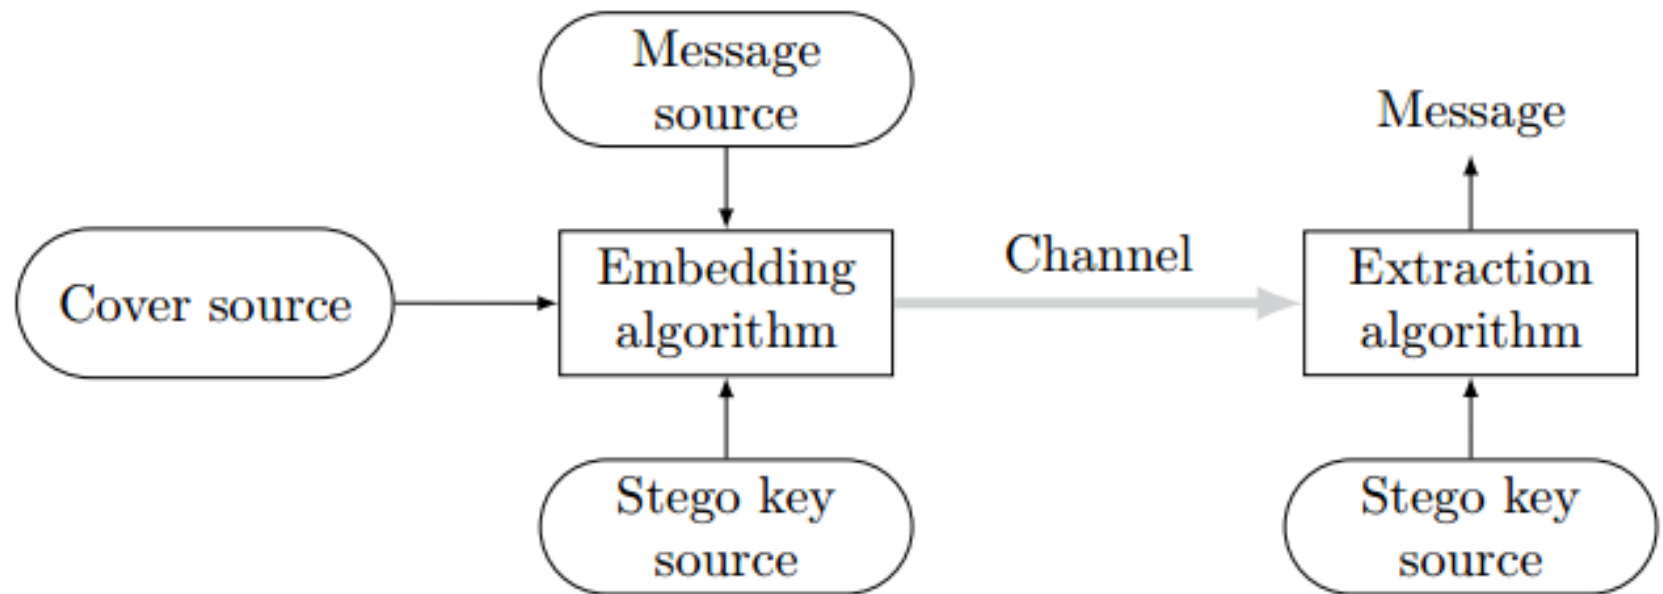 Message
source
Message
Cover source
Embedding
algorithm
Channel
Extraction
algorithm
Stego key
source
Stego key
source